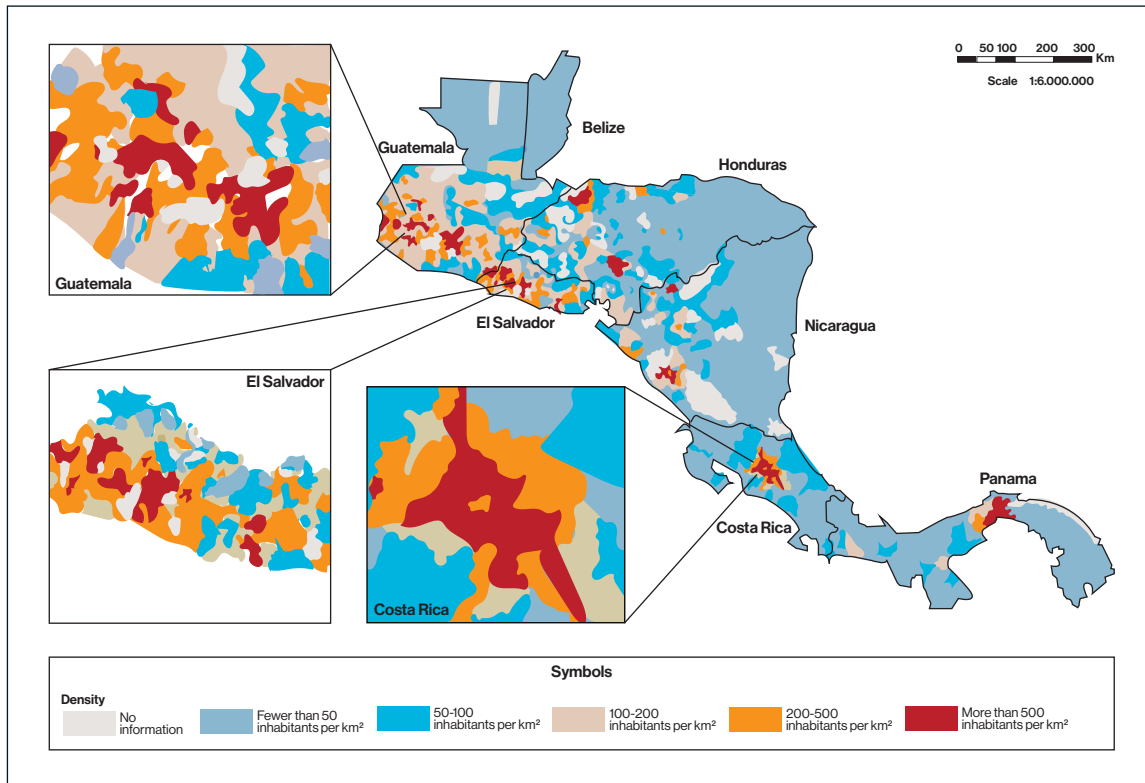 0 50 100 200 300
Km
Scale 1:6.000.000
Belize
Guatemala
Honduras
Guatemala
El Salvador
Nicaragua
El Salvador
Panama
Costa Rica
Costa Rica
Symbols
Density
No
information
Fewer than 50
inhabitants per km²
50-100
inhabitants per km²
100-200
inhabitants per km²
200-500
inhabitants per km²
More than 500
inhabitants per km²